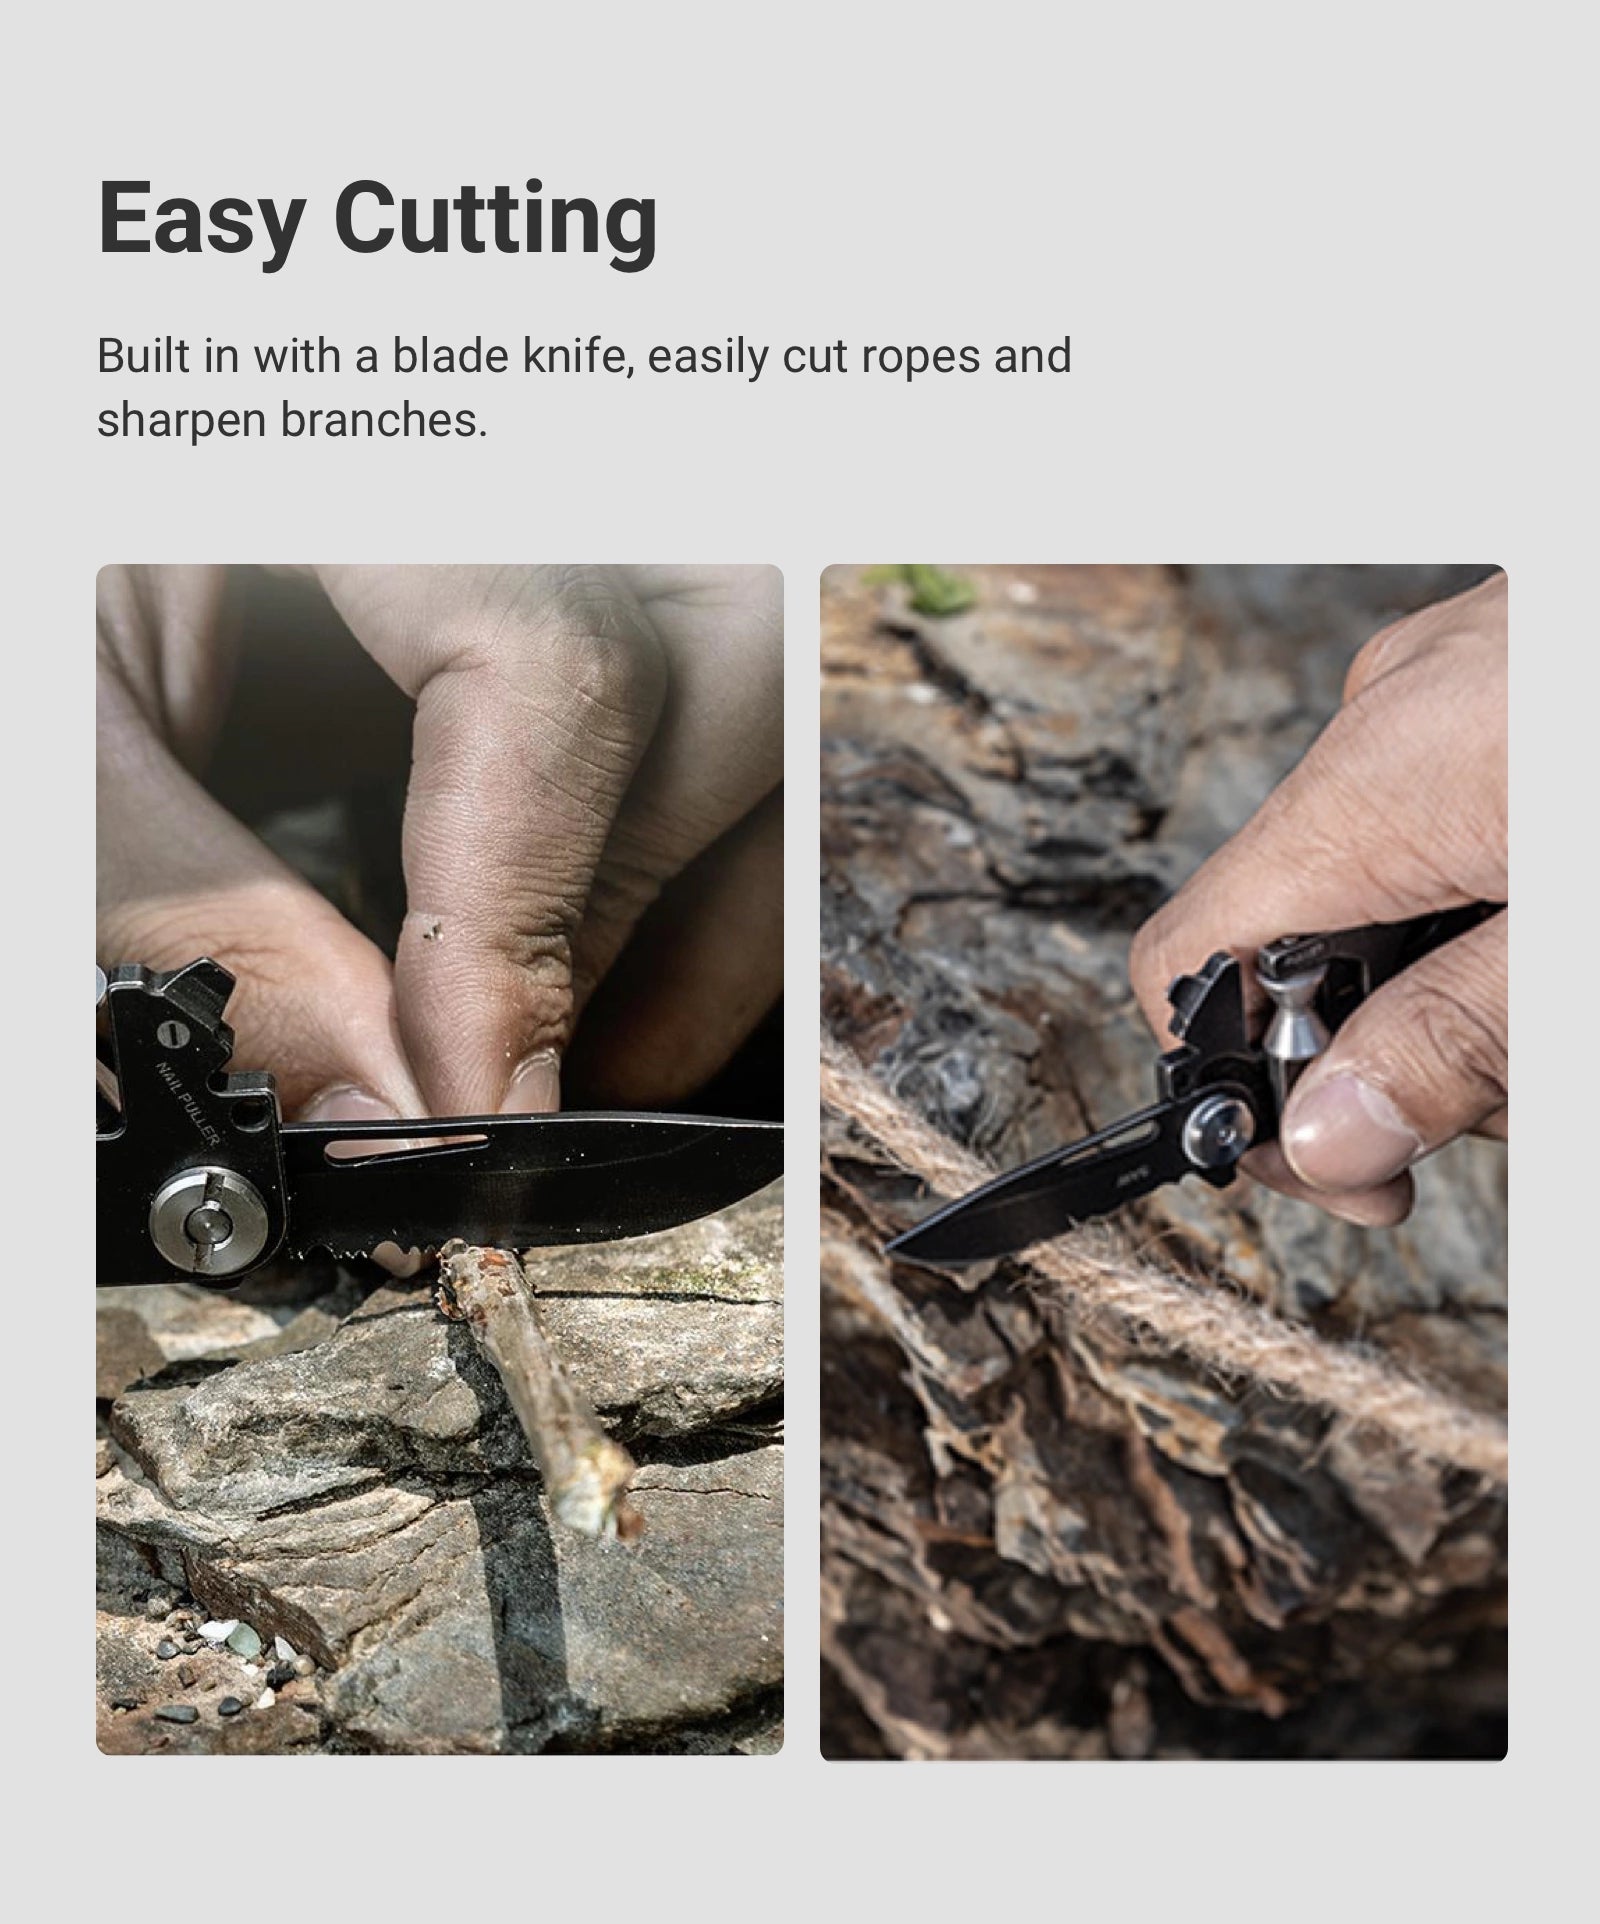 Easy Cutting
Built in with a blade knife, easily cut ropes and
sharpen branches.
NAIL PULLER